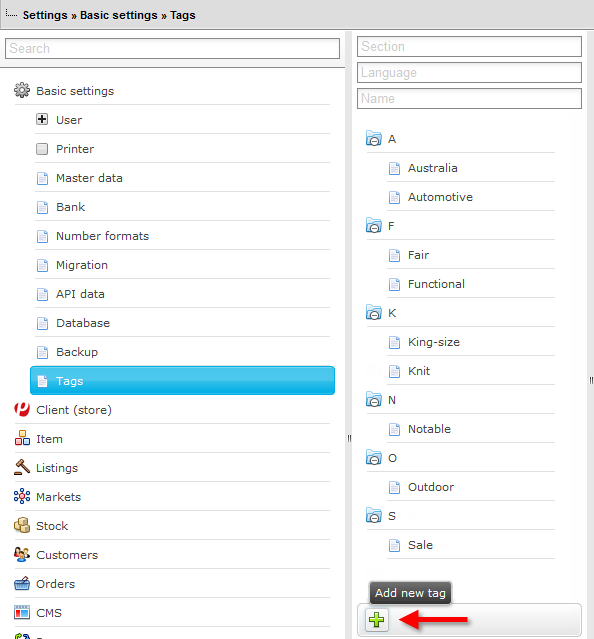 Settings » Basic settings » Tags
Search
Basic settings
User
Printer
Master data
Bank
Number formats
Migration
API data
Database
Backup
Tags
Client (store)
Item
Listings
Markets
Stock
Customers
Orders
CMS
Section
Language
Name
A
Australia
Automotive
F
Fair
Functional
K
King-size
Knit
N
Notable
O
Outdoor
S
Sale
Add new tag